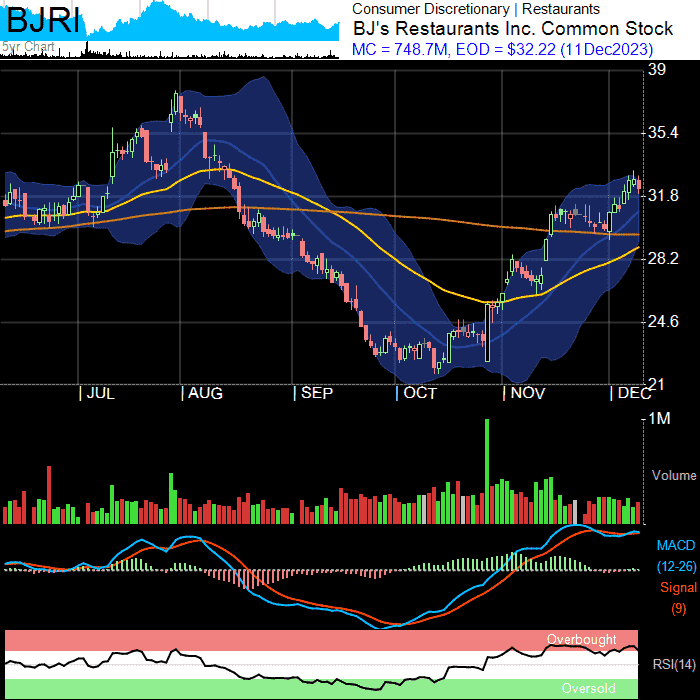 BJRI
5yr Chart
Consumer Discretionary | Restaurants
BJ's Restaurants Inc. Common Stock
MC = 748.7M, EOD = $32.22 (11Dec2023)
39
35.4
31.8
28.2
24.6
21
JUL AUG SEP OCT NOV DEC
1M
Volume
MACD
(12-26)
Signal
(9)
Overbought
RSI(14)
Oversold